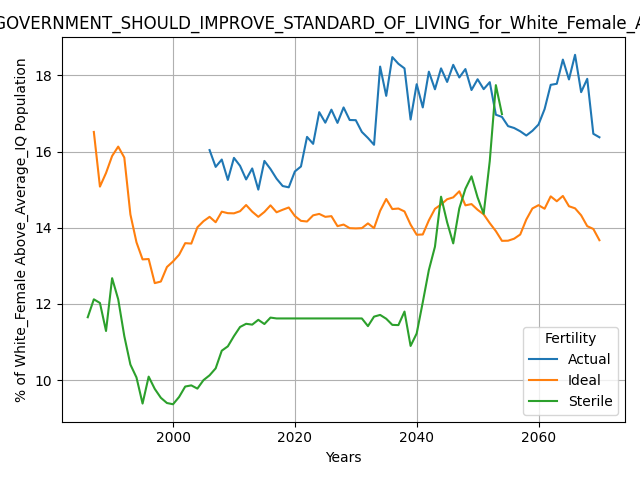 GOVERNMENT_SHOULD_IMPROVE_STANDARD_OF_LIVING_for_White_Female_A
% of White_Female Above_Average_IQ Population
18
16
14
12
10
Fertility
Actual
Ideal
Sterile
2000 2020 2040 2060
Years